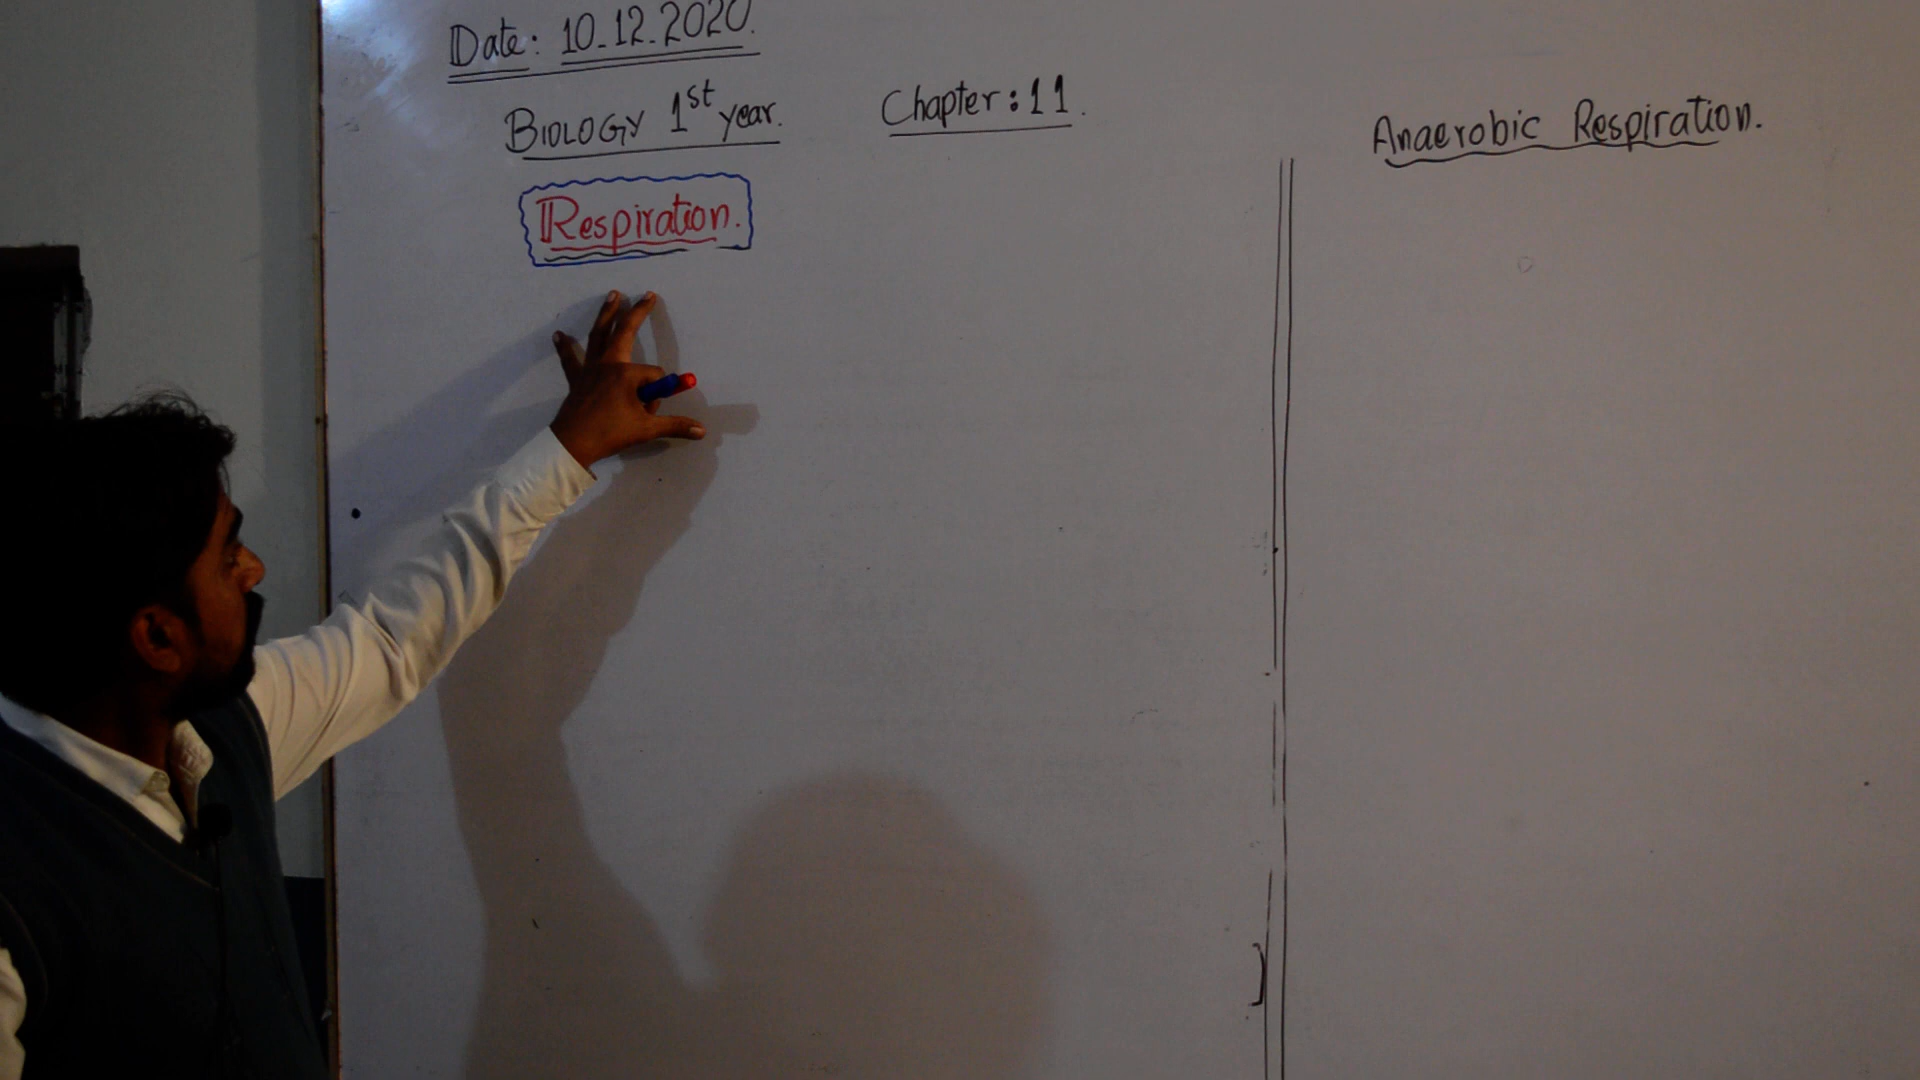 Date: 10-12-2020.
BIOLOGY 1st year.
Chapter: 11.
Respiration.
Anaerobic Respiration.